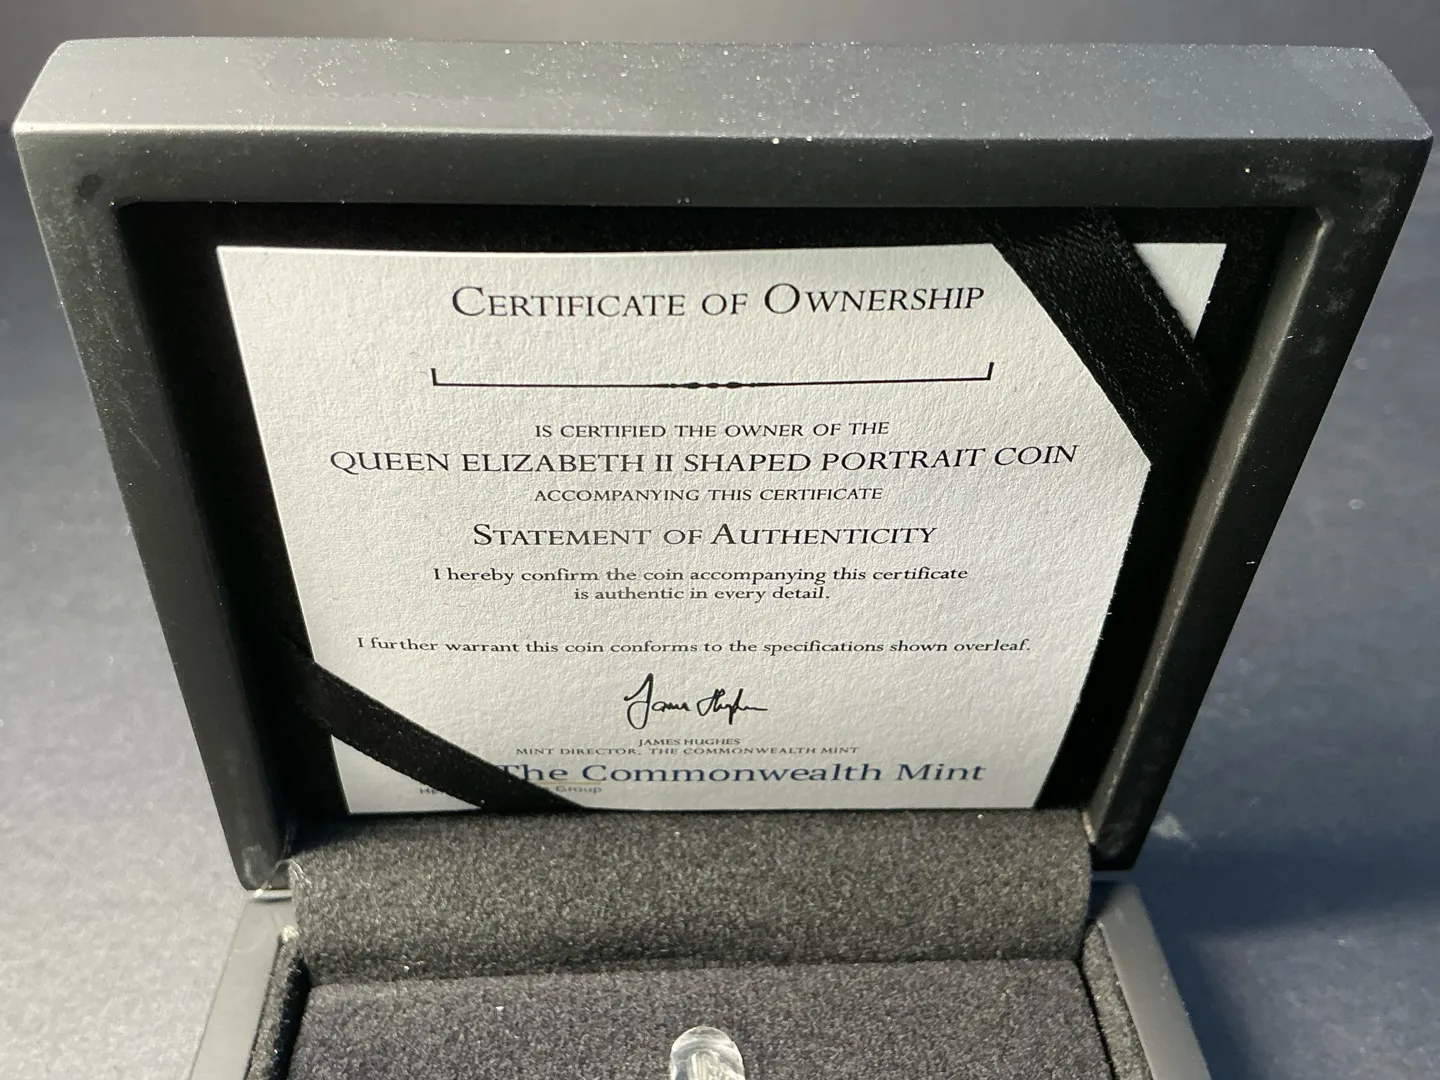 CERTIFICATE OF OWNERSHIP
IS CERTIFIED THE OWNER OF THE
QUEEN ELIZABETH II SHAPED PORTRAIT COIN
ACCOMPANYING THIS CERTIFICATE
STATEMENT OF AUTHENTICITY
I hereby confirm the coin accompanying this certificate
is authentic in every detail.
I further warrant this coin conforms to the specifications shown overleaf.
James Hughes
JAMES HUGHES
MINT DIRECTOR, THE COMMONWEALTH MINT
The Commonwealth Mint
Group